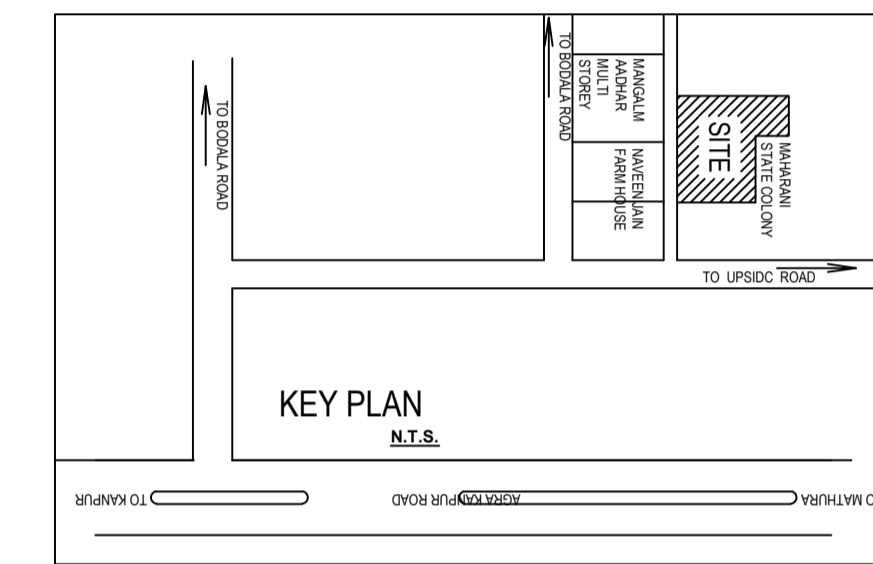 TO BODALA ROAD
TO BODALA ROAD
MANGALM
AADHAR
MULTI
STOREY
NAVEEN JAIN
FARM HOUSE
SITE
MAHARANI
STATE COLONY
TO UPSIDC ROAD
KEY PLAN
N.T.S.
TO KANPUR
AGRA KANPUR ROAD
O MATHURA